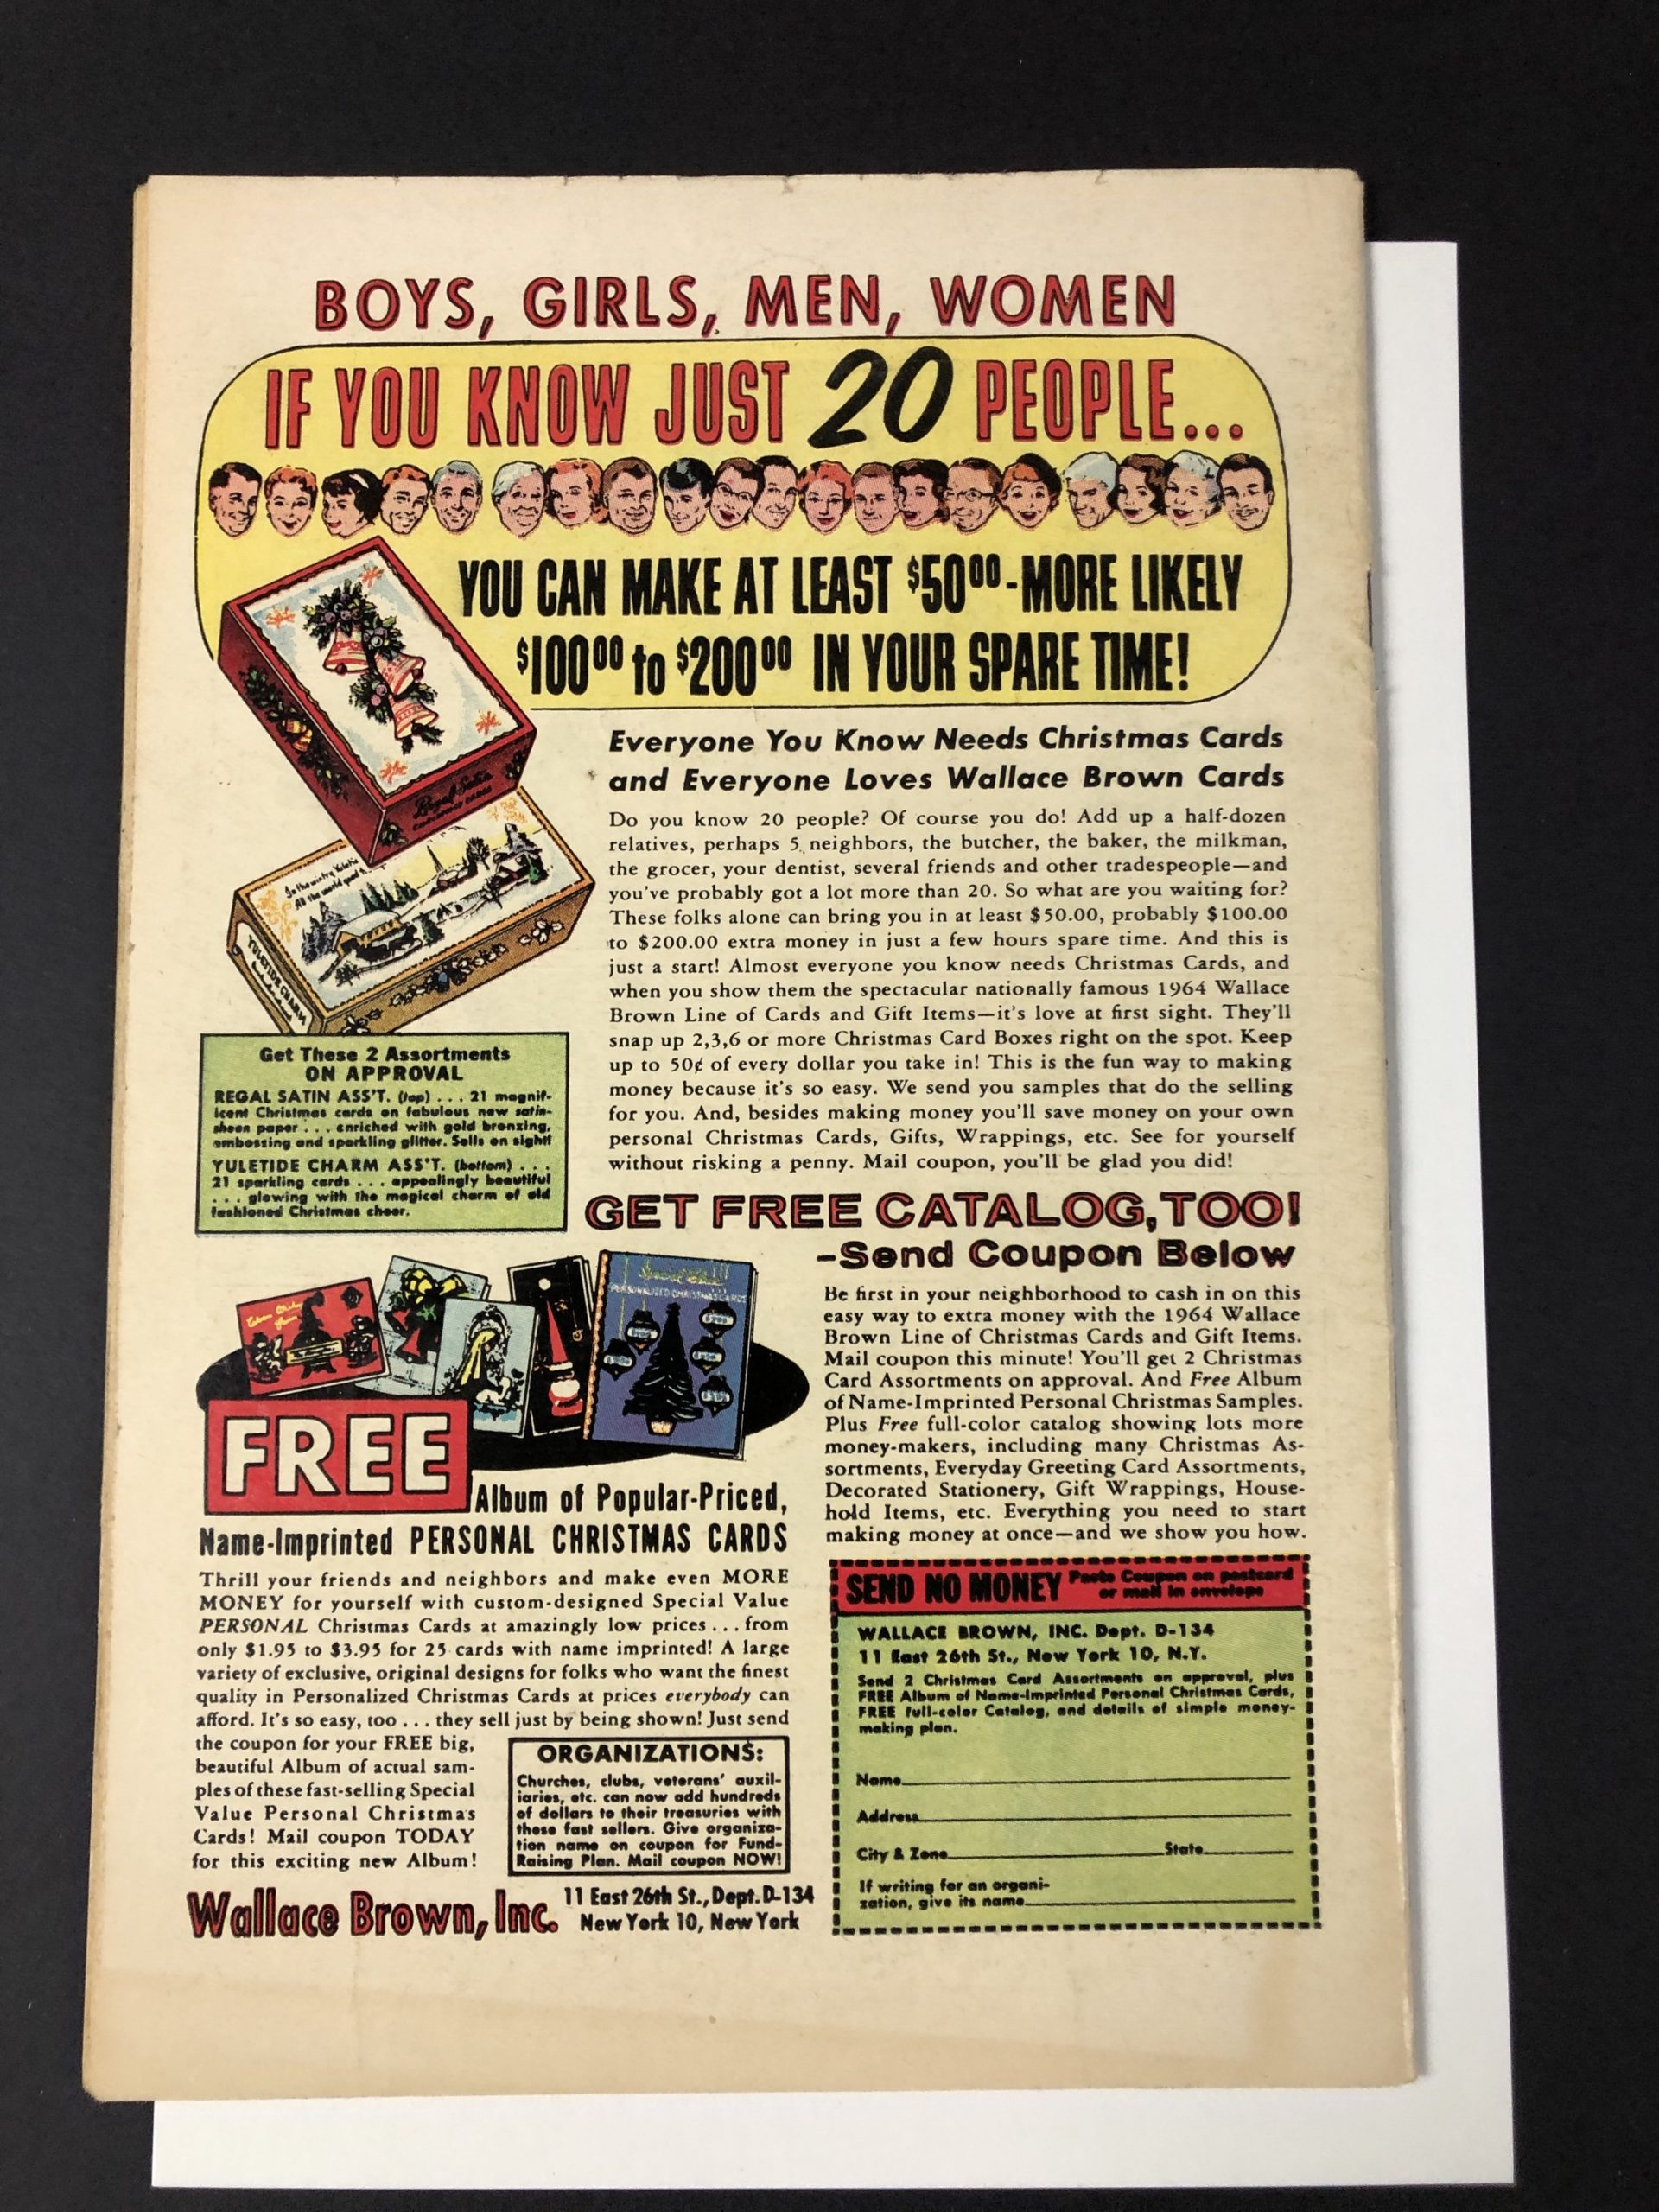 BOYS, GIRLS, MEN, WOMEN
IF YOU KNOW JUST 20 PEOPLE...
YOU CAN MAKE AT LEAST $50⁰⁰-MORE LIKELY
$100⁰⁰ to $200⁰⁰ IN YOUR SPARE TIME!
Regal Satin
CHRISTMAS CARDS
In the wintry Yuletide
All the world
YULETIDE CHARM
Everyone You Know Needs Christmas Cards
and Everyone Loves Wallace Brown Cards
Do you know 20 people? Of course you do! Add up a half-dozen
relatives, perhaps 5 neighbors, the butcher, the baker, the milkman,
the grocer, your dentist, several friends and other tradespeople—and
you've probably got a lot more than 20. So what are you waiting for?
These folks alone can bring you in at least $50.00, probably $100.00
to $200.00 extra money in just a few hours spare time. And this is
just a start! Almost everyone you know needs Christmas Cards, and
when you show them the spectacular nationally famous 1964 Wallace
Brown Line of Cards and Gift Items—it's love at first sight. They'll
snap up 2,3,6 or more Christmas Card Boxes right on the spot. Keep
up to 50¢ of every dollar you take in! This is the fun way to making
money because it's so easy. We send you samples that do the selling
for you. And, besides making money you'll save money on your own
personal Christmas Cards, Gifts, Wrappings, etc. See for yourself
without risking a penny. Mail coupon, you'll be glad you did!
Get These 2 Assortments
ON APPROVAL
REGAL SATIN ASS'T. (top) . . . 21 magnif-
icent Christmas cards on fabulous new satin-
sheen paper . . . enriched with gold bronzing,
embossing and sparkling glitter. Sells on sight!
YULETIDE CHARM ASS'T. (bottom) . . .
21 sparkling cards . . . appealingly beautiful
. . . glowing with the magical charm of old
fashioned Christmas cheer.
GET FREE CATALOG, TOO!
-Send Coupon Below
Be first in your neighborhood to cash in on this
easy way to extra money with the 1964 Wallace
Brown Line of Christmas Cards and Gift Items.
Mail coupon this minute! You'll get 2 Christmas
Card Assortments on approval. And Free Album
of Name-Imprinted Personal Christmas Samples.
Plus Free full-color catalog showing lots more
money-makers, including many Christmas As-
sortments, Everyday Greeting Card Assortments,
Decorated Stationery, Gift Wrappings, House-
hold Items, etc. Everything you need to start
making money at once—and we show you how.
Special Value
PERSONALIZED CHRISTMAS CARDS
FREE
Album of Popular-Priced,
Name-Imprinted PERSONAL CHRISTMAS CARDS
Thrill your friends and neighbors and make even MORE
MONEY for yourself with custom-designed Special Value
PERSONAL Christmas Cards at amazingly low prices . . . from
only $1.95 to $3.95 for 25 cards with name imprinted! A large
variety of exclusive, original designs for folks who want the finest
quality in Personalized Christmas Cards at prices everybody can
afford. It's so easy, too . . . they sell just by being shown! Just send
the coupon for your FREE big,
beautiful Album of actual sam-
ples of these fast-selling Special
Value Personal Christmas
Cards! Mail coupon TODAY
for this exciting new Album!
ORGANIZATIONS:
Churches, clubs, veterans' auxil-
iaries, etc. can now add hundreds
of dollars to their treasuries with
these fast sellers. Give organiza-
tion name on coupon for Fund-
Raising Plan. Mail coupon NOW!
Wallace Brown, Inc.
11 East 26th St., Dept. D-134
New York 10, New York
SEND NO MONEY Paste Coupon on postcard
or mail in envelope
WALLACE BROWN, INC. Dept. D-134
11 East 26th St., New York 10, N.Y.
Send 2 Christmas Card Assortments on approval, plus
FREE Album of Name-Imprinted Personal Christmas Cards,
FREE full-color Catalog, and details of simple money-
making plan.
Name
Address
City & Zone State
If writing for an organi-
zation, give its name